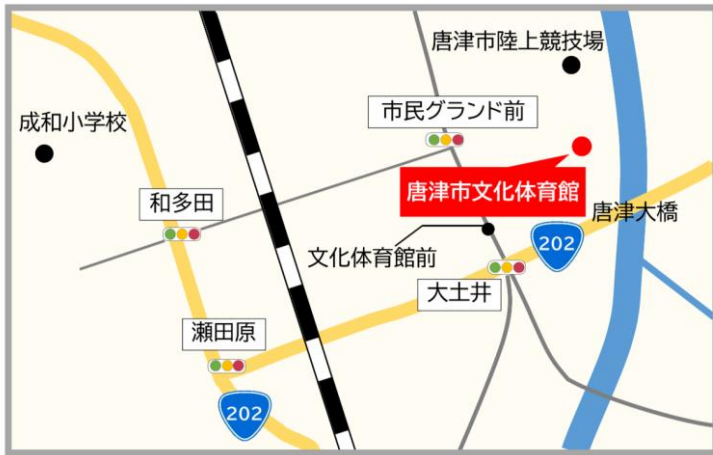 唐津市陸上競技場
市民グランド前
成和小学校
唐津市文化体育館
和多田
唐津大橋
202
文化体育館前
大土井
瀬田原
202